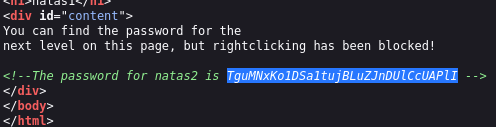 <h1>natas1</h1>
<div id="content">
You can find the password for the
next level on this page, but rightclicking has been blocked!
<!--The password for natas2 is TguMNxKo1DSa1tujBLuZJnDUlCcUAPlI -->
</div>
</body>
</html>